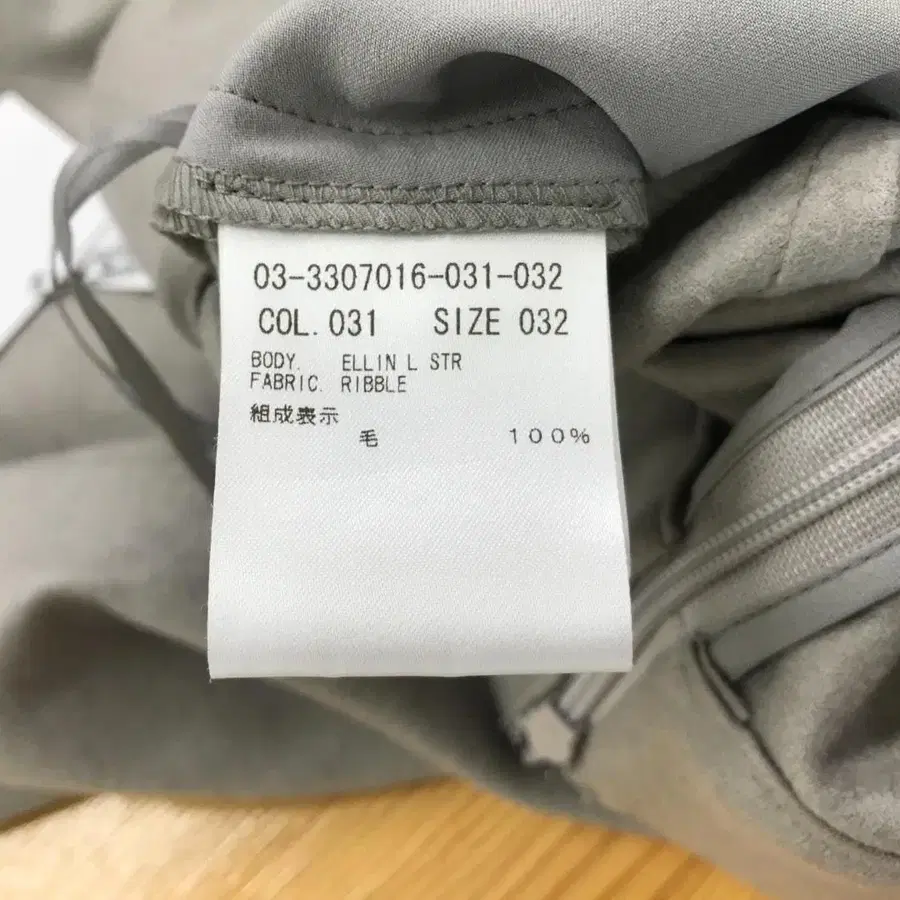 03-3307016-031-032
COL. 031 SIZE 032
BODY. ELLIN L STR
FABRIC. RIBBLE
組成表示
毛 100%